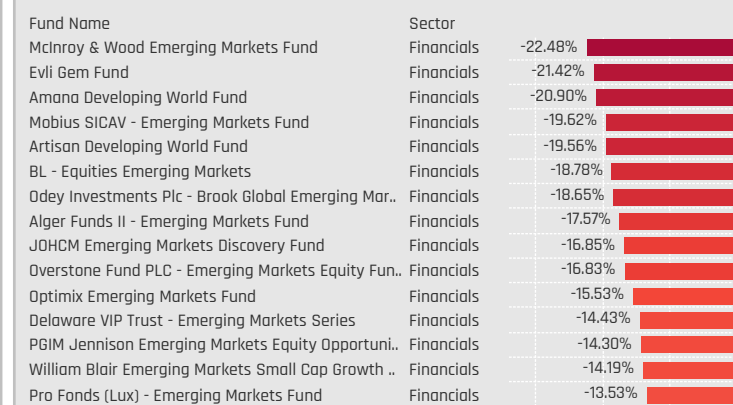 Fund Name Sector
McInroy & Wood Emerging Markets Fund Financials -22.48%
Evli Gem Fund Financials -21.42%
Amana Developing World Fund Financials -20.90%
Mobius SICAV - Emerging Markets Fund Financials -19.62%
Artisan Developing World Fund Financials -19.56%
BL - Equities Emerging Markets Financials -18.78%
Odey Investments Plc - Brook Global Emerging Mar.. Financials -18.65%
Alger Funds II - Emerging Markets Fund Financials -17.57%
JOHCM Emerging Markets Discovery Fund Financials -16.85%
Overstone Fund PLC - Emerging Markets Equity Fun.. Financials -16.83%
Optimix Emerging Markets Fund Financials -15.53%
Delaware VIP Trust - Emerging Markets Series Financials -14.43%
PGIM Jennison Emerging Markets Equity Opportuni.. Financials -14.30%
William Blair Emerging Markets Small Cap Growth .. Financials -14.19%
Pro Fonds (Lux) - Emerging Markets Fund Financials -13.53%